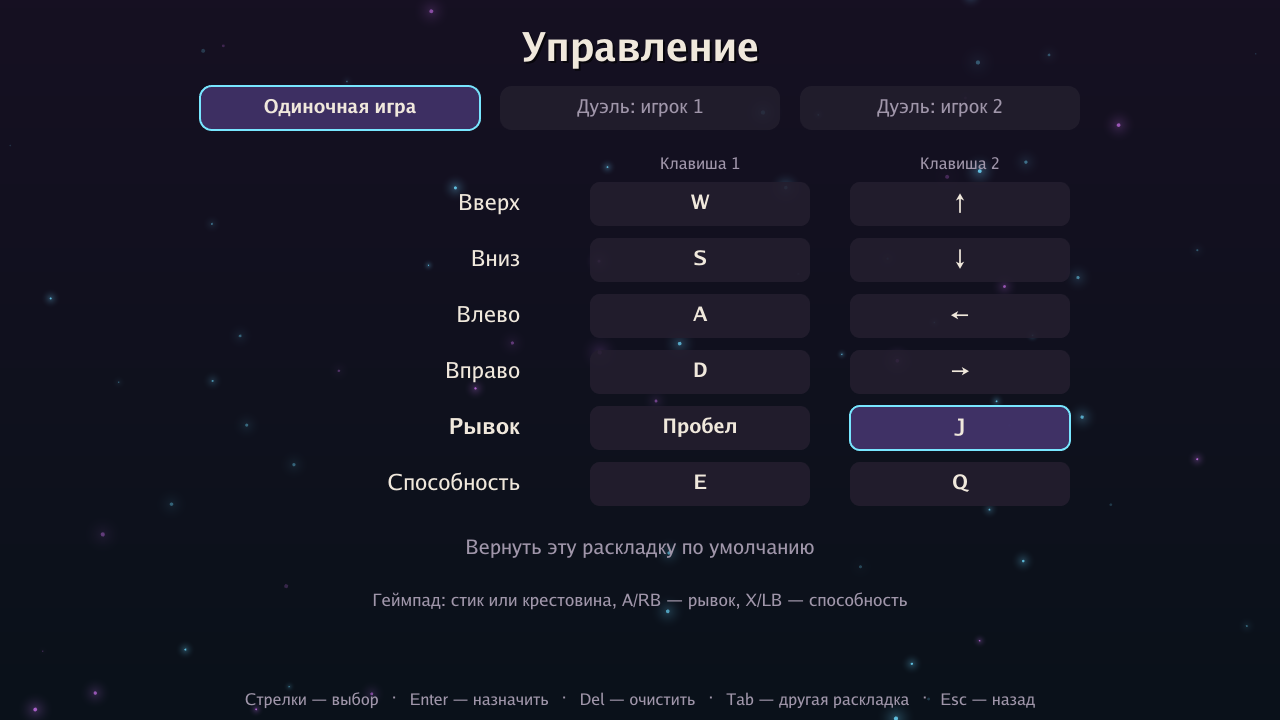 Управление
Одиночная игра
Дуэль: игрок 1
Дуэль: игрок 2
Клавиша 1
Клавиша 2
Вверх W ↑
Вниз S ↓
Влево A ←
Вправо D →
Рывок Пробел J
Способность E Q
Вернуть эту раскладку по умолчанию
Геймпад: стик или крестовина, A/RB — рывок, X/LB — способность
Стрелки — выбор · Enter — назначить · Del — очистить · Tab — другая раскладка · Esc — назад